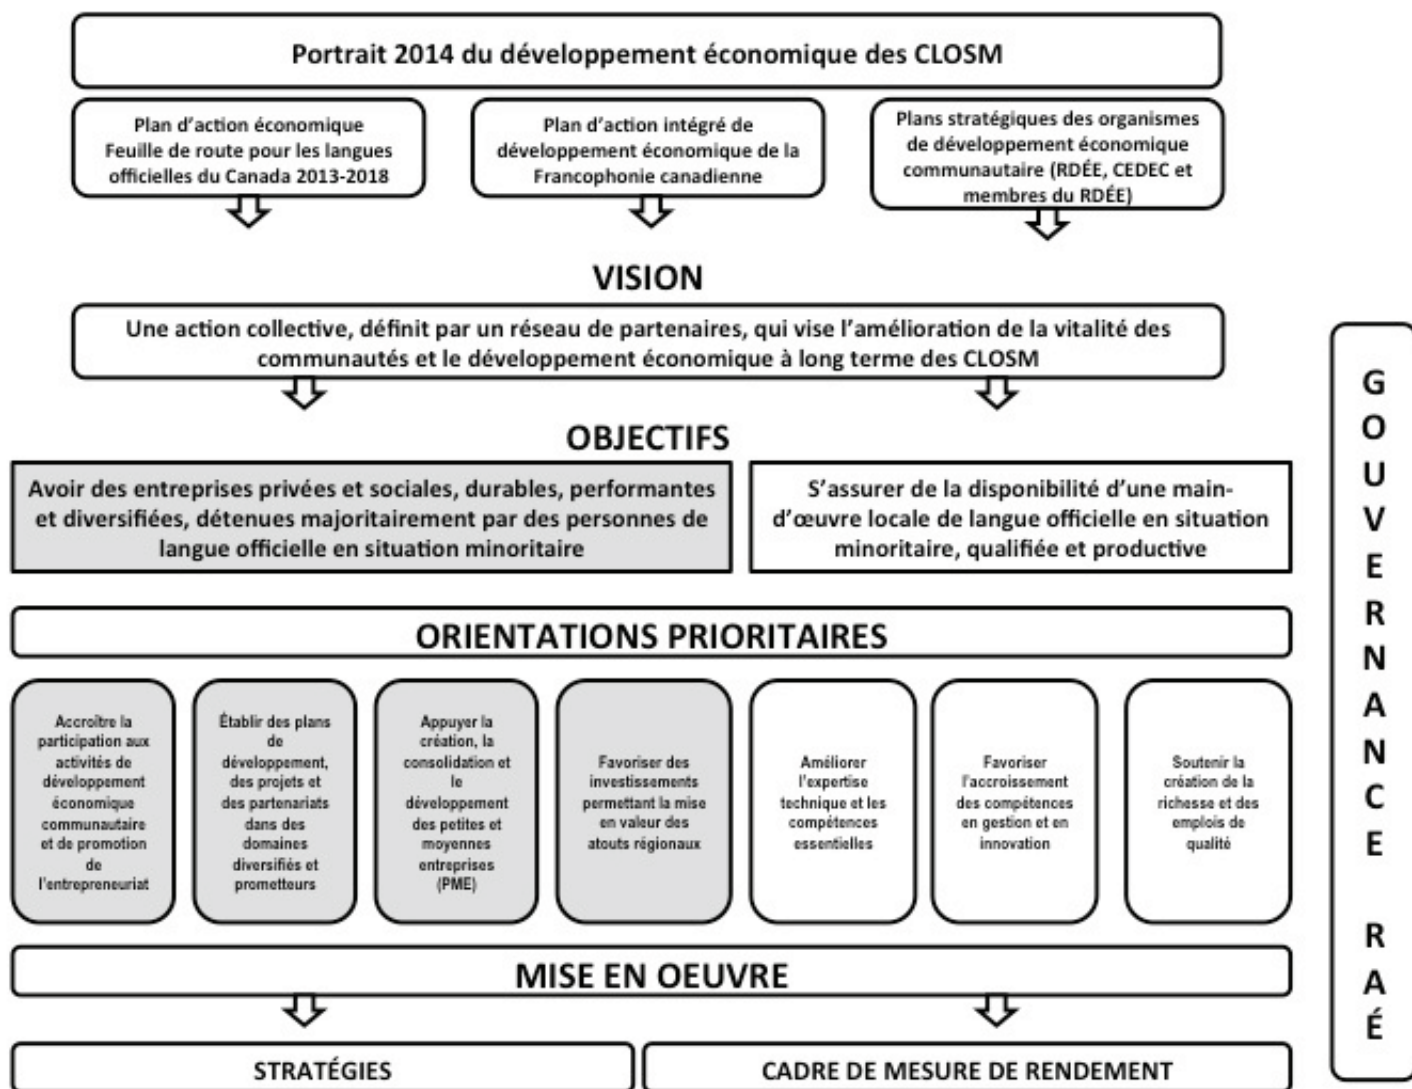 Portrait 2014 du développement économique des CLOSM
Plan d'action économique
Feuille de route pour les langues
officielles du Canada 2013-2018
Plan d'action intégré de
développement économique de la
Francophonie canadienne
Plans stratégiques des organismes
de développement économique
communautaire (RDÉE, CEDEC et
membres du RDÉE)
VISION
Une action collective, définit par un réseau de partenaires, qui vise l'amélioration de la vitalité des
communautés et le développement économique à long terme des CLOSM
OBJECTIFS
Avoir des entreprises privées et sociales, durables, performantes
et diversifiées, détenues majoritairement par des personnes de
langue officielle en situation minoritaire
S'assurer de la disponibilité d'une main-
d'œuvre locale de langue officielle en situation
minoritaire, qualifiée et productive
ORIENTATIONS PRIORITAIRES
Accroître la
participation aux
activités de
développement
économique
communautaire
et de promotion
de
l'entrepreneuriat
Établir des plans
de
développement,
des projets et
des partenariats
dans des
domaines
diversifiés et
prometteurs
Appuyer la
création, la
consolidation et
le
développement
des petites et
moyennes
entreprises
(PME)
Favoriser des
investissements
permettant la mise
en valeur des
atouts régionaux
Améliorer
l'expertise
technique et les
compétences
essentielles
Favoriser
l'accroissement
des compétences
en gestion et en
innovation
Soutenir la
création de la
richesse et des
emplois de
qualité
MISE EN OEUVRE
STRATÉGIES
CADRE DE MESURE DE RENDEMENT
GOUVERNANCE RAÉ